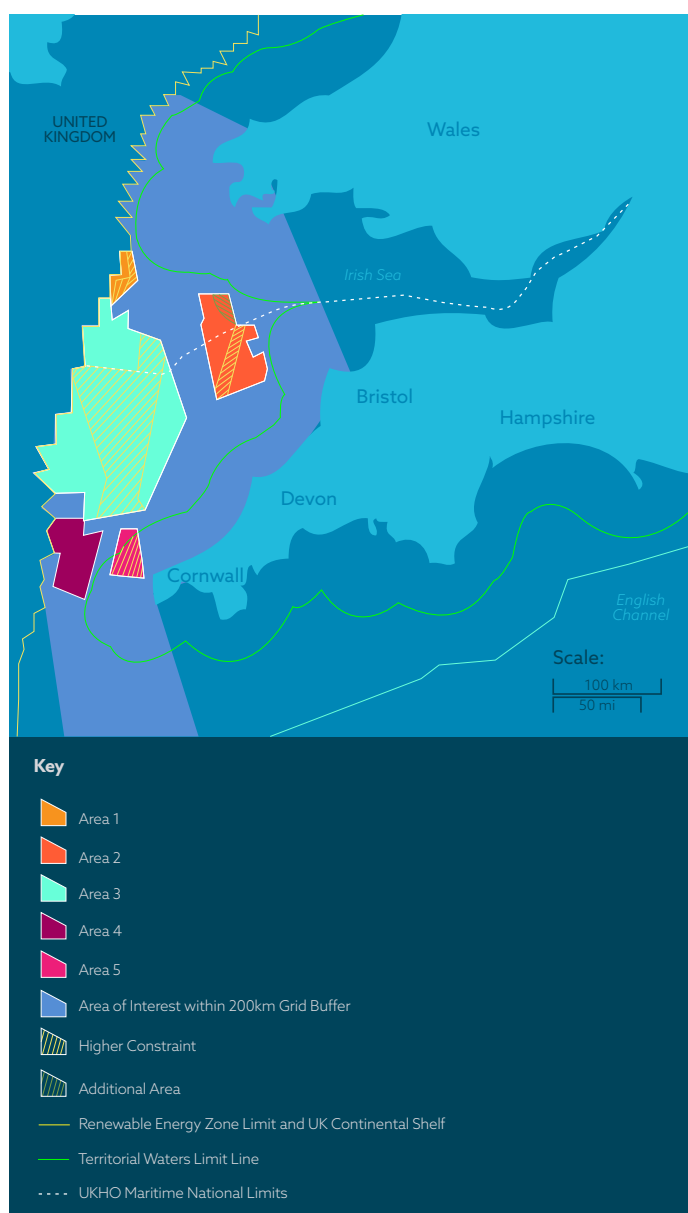 UNITED
KINGDOM
Wales
Irish Sea
Bristol
Hampshire
Devon
Cornwall
English
Channel
Scale:
100 km
50 mi
Key
Area 1
Area 2
Area 3
Area 4
Area 5
Area of Interest within 200km Grid Buffer
Higher Constraint
Additional Area
Renewable Energy Zone Limit and UK Continental Shelf
Territorial Waters Limit Line
UKHO Maritime National Limits